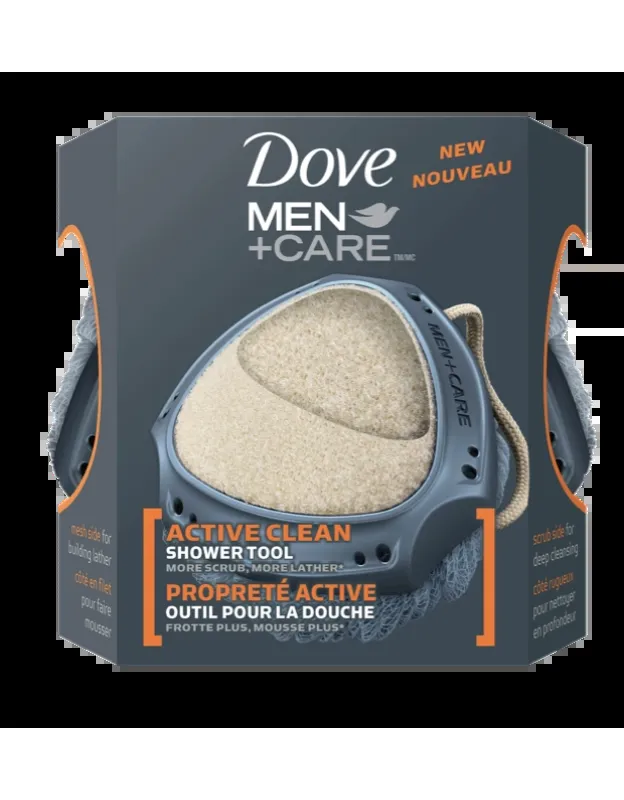 Dove
NEW
NOUVEAU
MEN
+CARE TM/MC
MEN+CARE
ACTIVE CLEAN
SHOWER TOOL
MORE SCRUB, MORE LATHER*
PROPRETÉ ACTIVE
OUTIL POUR LA DOUCHE
FROTTE PLUS, MOUSSE PLUS*
mesh side for
building lather
côté en filet
pour faire
mousser
scrub side for
deep cleansing
côté rugueux
pour nettoyer
en profondeur